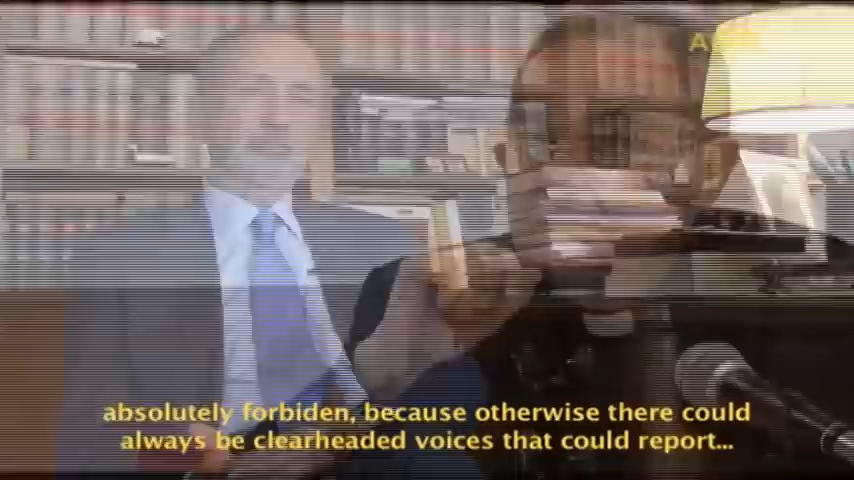 absolutely forbiden, because otherwise there could
always be clearheaded voices that could report...